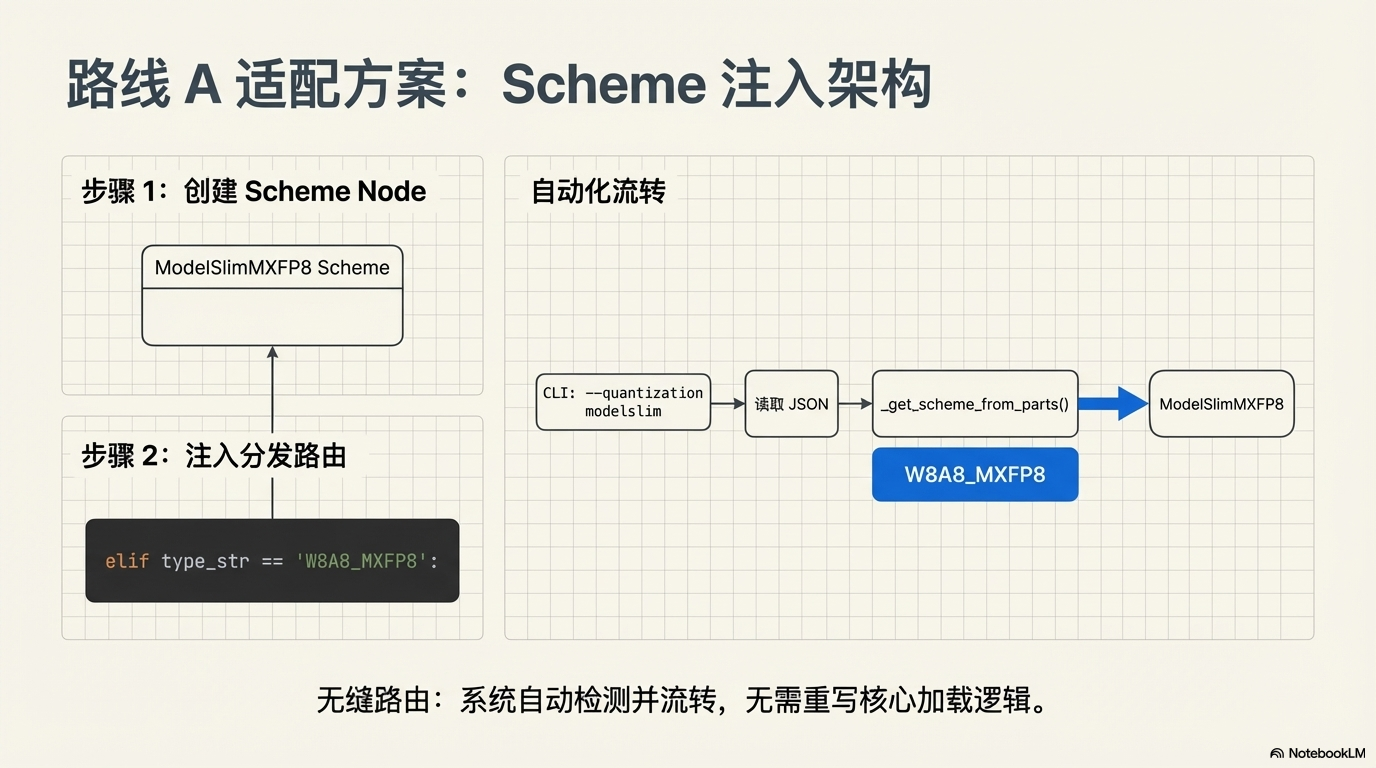 路线 A 适配方案：Scheme 注入架构
步骤 1：创建 Scheme Node
ModelSlimMXFP8 Scheme
步骤 2：注入分发路由
elif type_str == 'W8A8_MXFP8':
自动化流转
CLI: --quantization
modelslim
读取 JSON
_get_scheme_from_parts()
W8A8_MXFP8
ModelSlimMXFP8
无缝路由：系统自动检测并流转，无需重写核心加载逻辑。
NotebookLM